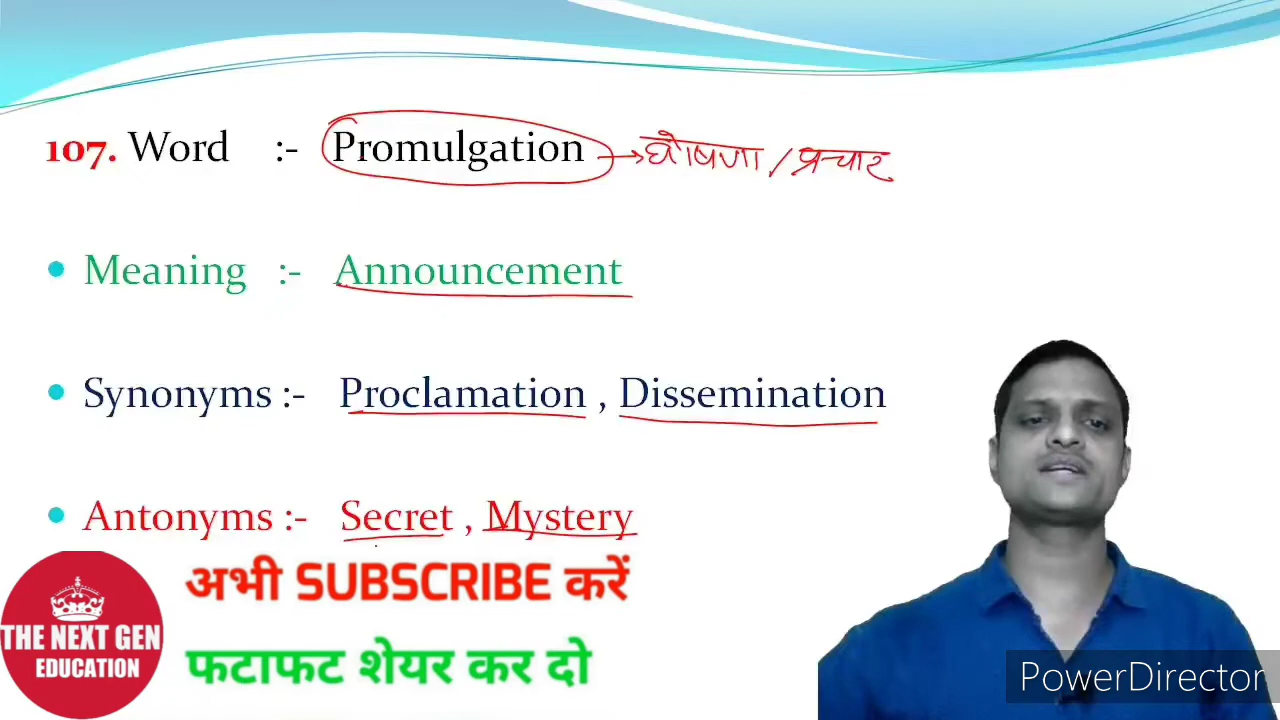 107. Word :- Promulgation → घोषणा / प्रचार
• Meaning :- Announcement
• Synonyms :- Proclamation , Dissemination
• Antonyms :- Secret , Mystery
अभी SUBSCRIBE करें
फटाफट शेयर कर दो
THE NEXT GEN
EDUCATION
PowerDirector